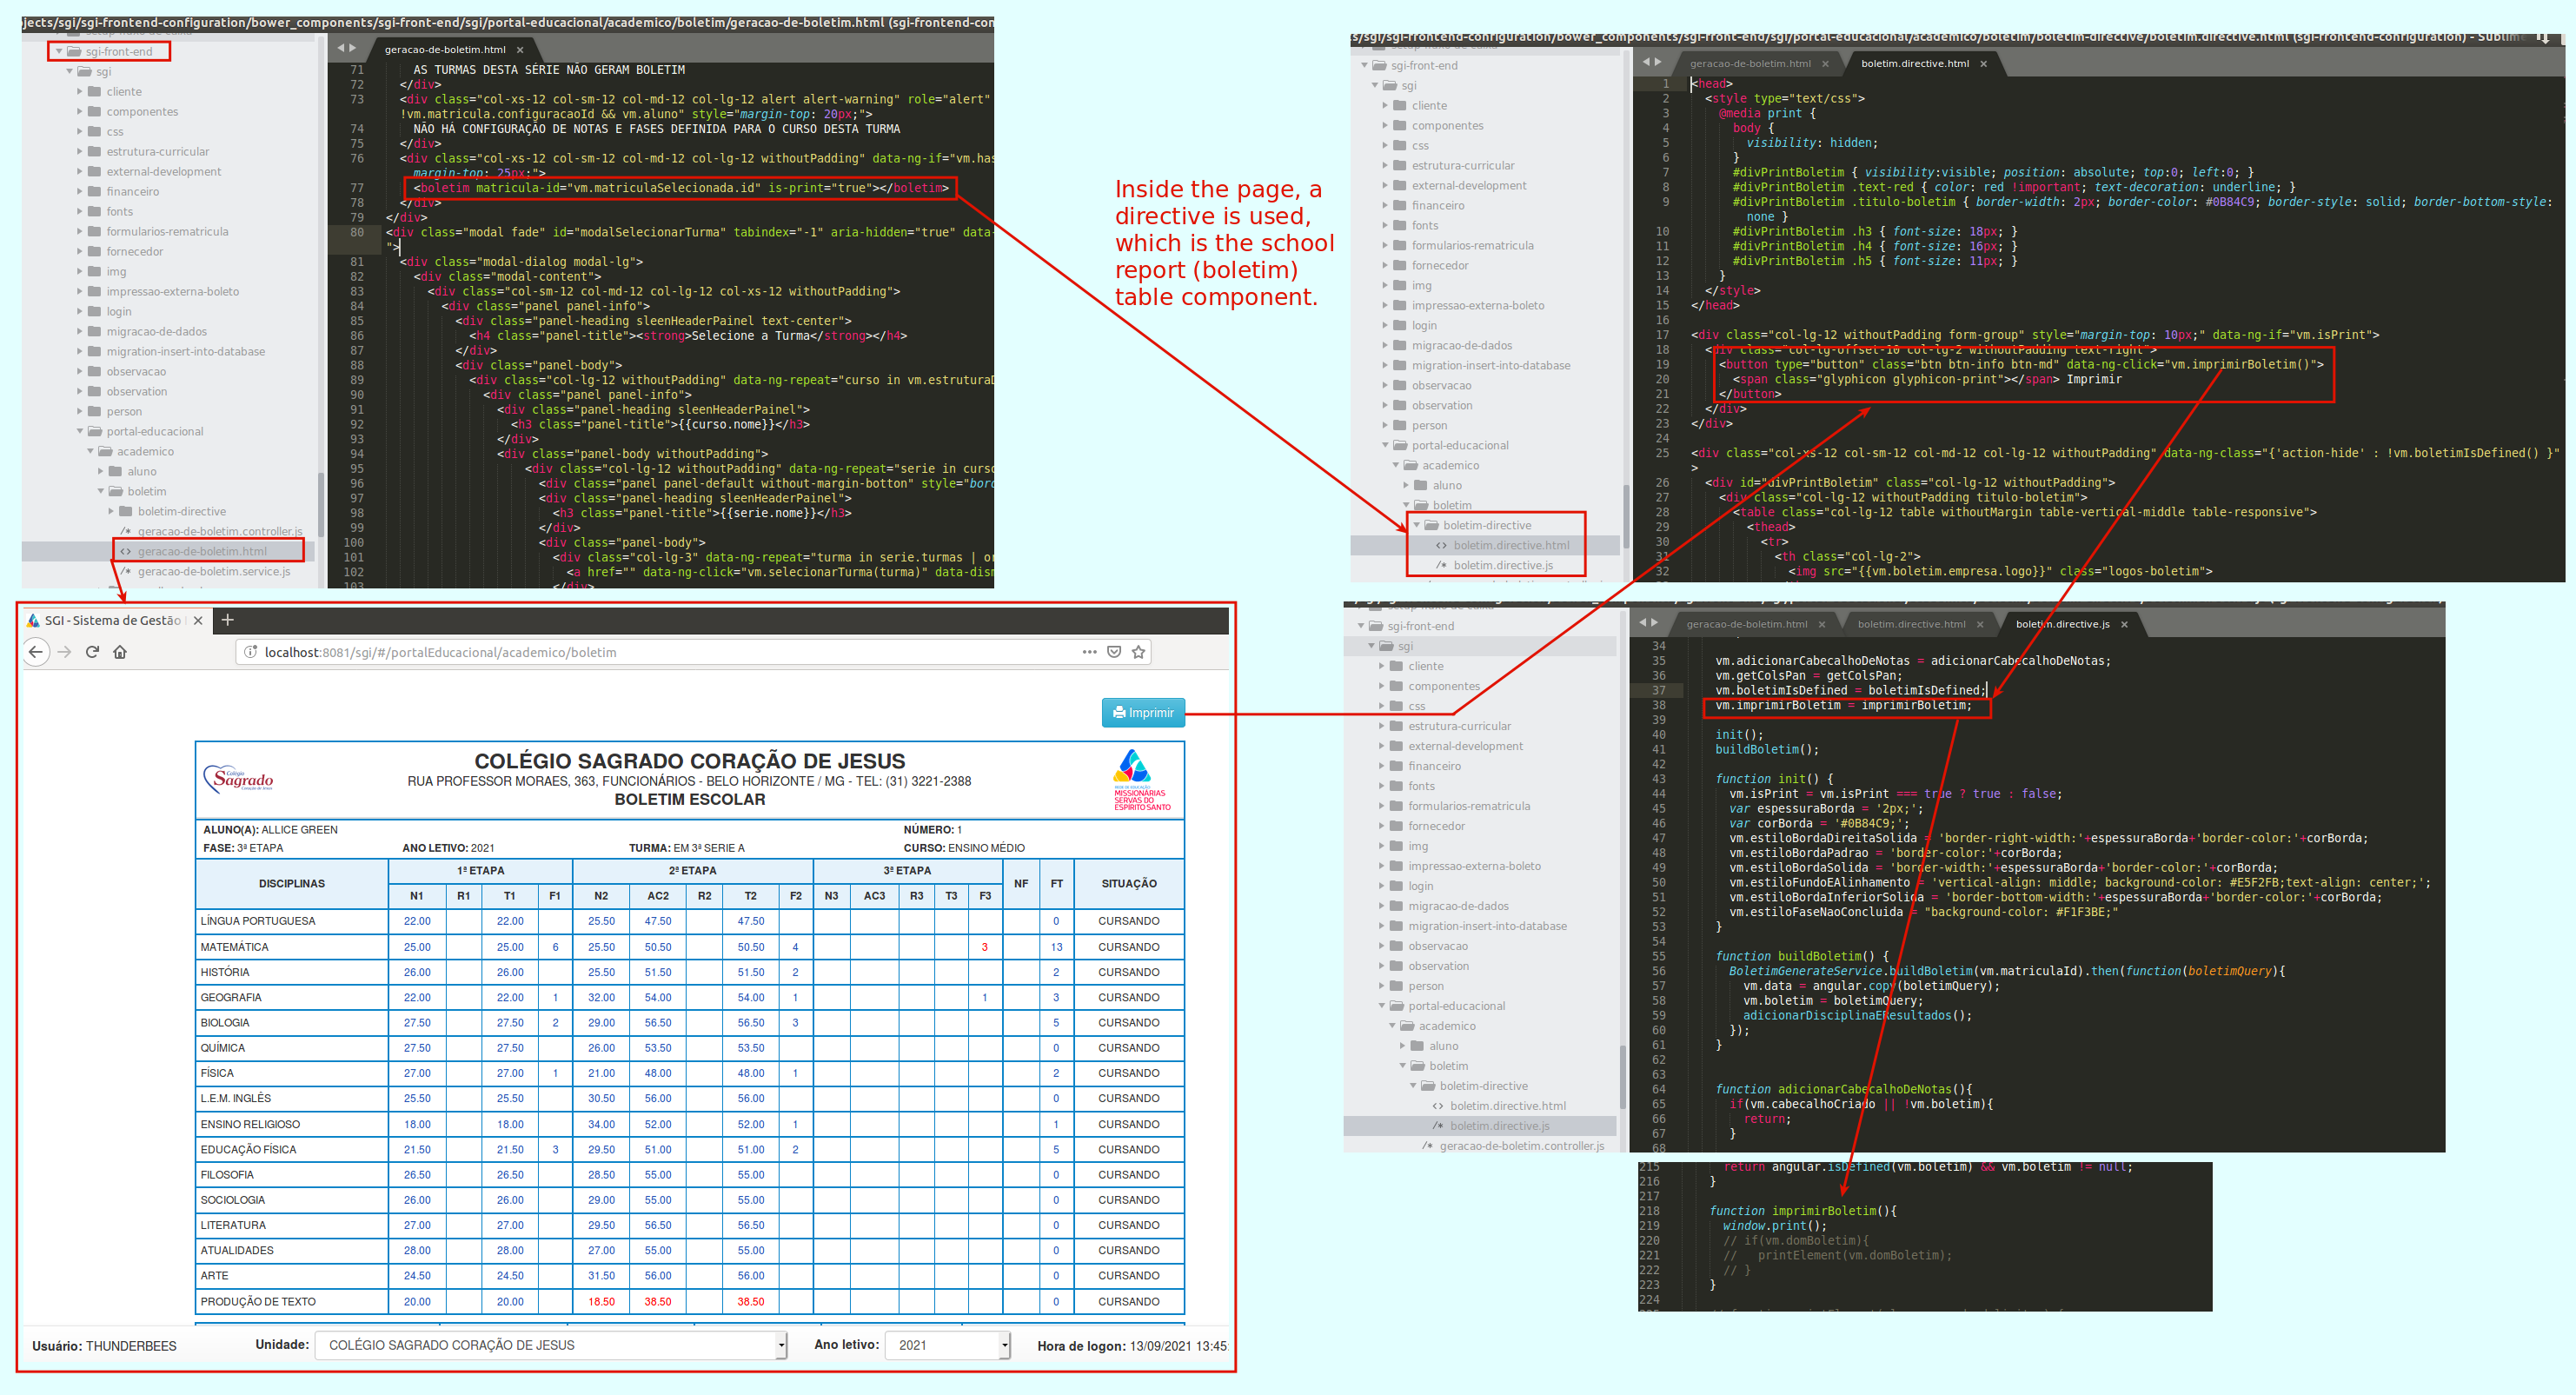 jects/sgi/sgi-frontend-configuration/bower_components/sgi-front-end/sgi/portal-educacional/academico/boletim/geracao-de-boletim.html (sgi-frontend-con
sgi-front-end
sgi
cliente
componentes
css
estrutura-curricular
external-development
financeiro
fonts
formularios-rematricula
fornecedor
img
impressao-externa-boleto
login
migracao-de-dados
migration-insert-into-database
observacao
observation
person
portal-educacional
academico
aluno
boletim
boletim-directive
geracao-de-boletim.controller.js
geracao-de-boletim.html
geracao-de-boletim.service.js
geracao-de-boletim.html ×
71 AS TURMAS DESTA SÉRIE NÃO GERAM BOLETIM
72 </div>
73 <div class="col-xs-12 col-sm-12 col-md-12 col-lg-12 alert alert-warning" role="alert"
!vm.matricula.configuracaoId && vm.aluno" style="margin-top: 20px;">
74 NÃO HÁ CONFIGURAÇÃO DE NOTAS E FASES DEFINIDA PARA O CURSO DESTA TURMA
75 </div>
76 <div class="col-xs-12 col-sm-12 col-md-12 col-lg-12 withoutPadding" data-ng-if="vm.has
margin-top: 25px;">
77 <boletim matricula-id="vm.matriculaSelecionada.id" is-print="true"></boletim>
78 </div>
79 </div>
80 <div class="modal fade" id="modalSelecionarTurma" tabindex="-1" aria-hidden="true" data-
">
81 <div class="modal-dialog modal-lg">
82 <div class="modal-content">
83 <div class="col-sm-12 col-md-12 col-lg-12 col-xs-12 withoutPadding">
84 <div class="panel panel-info">
85 <div class="panel-heading sleenHeaderPainel text-center">
86 <h4 class="panel-title"><strong>Selecione a Turma</strong></h4>
87 </div>
88 <div class="panel-body">
89 <div class="col-lg-12 withoutPadding" data-ng-repeat="curso in vm.estruturaD
90 <div class="panel panel-info">
91 <div class="panel-heading sleenHeaderPainel">
92 <h3 class="panel-title">{{curso.nome}}</h3>
93 </div>
94 <div class="panel-body withoutPadding">
95 <div class="col-lg-12 withoutPadding" data-ng-repeat="serie in curso
96 <div class="panel panel-default without-margin-botton" style="bord
97 <div class="panel-heading sleenHeaderPainel">
98 <h3 class="panel-title">{{serie.nome}}</h3>
99 </div>
100 <div class="panel-body">
101 <div class="col-lg-3" data-ng-repeat="turma in serie.turmas | or
102 <a href="" data-ng-click="vm.selecionarTurma(turma)" data-dism
103 </div>
Inside the page, a
directive is used,
which is the school
report (boletim)
table component.
s/sgi/sgi-frontend-configuration/bower_components/sgi-front-end/sgi/portal-educacional/academico/boletim/boletim-directive/boletim.directive.html (sgi-frontend-configuration) - Sublime
sgi-front-end
sgi
cliente
componentes
css
estrutura-curricular
external-development
financeiro
fonts
formularios-rematricula
fornecedor
img
impressao-externa-boleto
login
migracao-de-dados
migration-insert-into-database
observacao
observation
person
portal-educacional
academico
aluno
boletim
boletim-directive
boletim.directive.html
boletim.directive.js
geracao-de-boletim.html × boletim.directive.html ×
1 <head>
2 <style type="text/css">
3 @media print {
4 body {
5 visibility: hidden;
6 }
7 #divPrintBoletim { visibility:visible; position: absolute; top:0; left:0; }
8 #divPrintBoletim .text-red { color: red !important; text-decoration: underline; }
9 #divPrintBoletim .titulo-boletim { border-width: 2px; border-color: #0B84C9; border-style: solid; border-bottom-style:
none }
10 #divPrintBoletim .h3 { font-size: 18px; }
11 #divPrintBoletim .h4 { font-size: 16px; }
12 #divPrintBoletim .h5 { font-size: 11px; }
13 }
14 </style>
15 </head>
16
17 <div class="col-lg-12 withoutPadding form-group" style="margin-top: 10px;" data-ng-if="vm.isPrint">
18 <div class="col-lg-offset-10 col-lg-2 withoutPadding text-right">
19 <button type="button" class="btn btn-info btn-md" data-ng-click="vm.imprimirBoletim()">
20 <span class="glyphicon glyphicon-print"></span> Imprimir
21 </button>
22 </div>
23 </div>
24
25 <div class="col-xs-12 col-sm-12 col-md-12 col-lg-12 withoutPadding" data-ng-class="{'action-hide' : !vm.boletimIsDefined() }"
>
26 <div id="divPrintBoletim" class="col-lg-12 withoutPadding">
27 <div class="col-lg-12 withoutPadding titulo-boletim">
28 <table class="col-lg-12 table withoutMargin table-vertical-middle table-responsive">
29 <thead>
30 <tr>
31 <th class="col-lg-2">
32 <img src="{{vm.boletim.empresa.logo}}" class="logos-boletim">
SGI - Sistema de Gestão × +
localhost:8081/sgi/#/portalEducacional/academico/boletim
Imprimir
Colégio
Sagrado
Coração de Jesus
COLÉGIO SAGRADO CORAÇÃO DE JESUS
RUA PROFESSOR MORAES, 363, FUNCIONÁRIOS - BELO HORIZONTE / MG - TEL: (31) 3221-2388
BOLETIM ESCOLAR
REDE DE EDUCAÇÃO
MISSIONÁRIAS
SERVAS DO
ESPÍRITO SANTO
ALUNO(A): ALLICE GREEN NÚMERO: 1
FASE: 3ª ETAPA ANO LETIVO: 2021 TURMA: EM 3ª SERIE A CURSO: ENSINO MÉDIO
DISCIPLINAS 1ª ETAPA 2ª ETAPA 3ª ETAPA NF FT SITUAÇÃO
N1 R1 T1 F1 N2 AC2 R2 T2 F2 N3 AC3 R3 T3 F3
LÍNGUA PORTUGUESA 22.00 22.00 25.50 47.50 47.50 0 CURSANDO
MATEMÁTICA 25.00 25.00 6 25.50 50.50 50.50 4 3 13 CURSANDO
HISTÓRIA 26.00 26.00 25.50 51.50 51.50 2 2 CURSANDO
GEOGRAFIA 22.00 22.00 1 32.00 54.00 54.00 1 1 3 CURSANDO
BIOLOGIA 27.50 27.50 2 29.00 56.50 56.50 3 5 CURSANDO
QUÍMICA 27.50 27.50 26.00 53.50 53.50 0 CURSANDO
FÍSICA 27.00 27.00 1 21.00 48.00 48.00 1 2 CURSANDO
L.E.M. INGLÊS 25.50 25.50 30.50 56.00 56.00 0 CURSANDO
ENSINO RELIGIOSO 18.00 18.00 34.00 52.00 52.00 1 1 CURSANDO
EDUCAÇÃO FÍSICA 21.50 21.50 3 29.50 51.00 51.00 2 5 CURSANDO
FILOSOFIA 26.50 26.50 28.50 55.00 55.00 0 CURSANDO
SOCIOLOGIA 26.00 26.00 29.00 55.00 55.00 0 CURSANDO
LITERATURA 27.00 27.00 29.50 56.50 56.50 0 CURSANDO
ATUALIDADES 28.00 28.00 27.00 55.00 55.00 0 CURSANDO
ARTE 24.50 24.50 31.50 56.00 56.00 0 CURSANDO
PRODUÇÃO DE TEXTO 20.00 20.00 18.50 38.50 38.50 0 CURSANDO
Usuário: THUNDERBEES Unidade: COLÉGIO SAGRADO CORAÇÃO DE JESUS Ano letivo: 2021 Hora de logon: 13/09/2021 13:45:
sgi-front-end
sgi
cliente
componentes
css
estrutura-curricular
external-development
financeiro
fonts
formularios-rematricula
fornecedor
img
impressao-externa-boleto
login
migracao-de-dados
migration-insert-into-database
observacao
observation
person
portal-educacional
academico
aluno
boletim
boletim-directive
boletim.directive.html
boletim.directive.js
geracao-de-boletim.controller.js
geracao-de-boletim.html × boletim.directive.html × boletim.directive.js ×
34
35 vm.adicionarCabecalhoDeNotas = adicionarCabecalhoDeNotas;
36 vm.getColsPan = getColsPan;
37 vm.boletimIsDefined = boletimIsDefined;
38 vm.imprimirBoletim = imprimirBoletim;
39
40 init();
41 buildBoletim();
42
43 function init() {
44 vm.isPrint = vm.isPrint === true ? true : false;
45 var espessuraBorda = '2px;';
46 var corBorda = '#0B84C9;';
47 vm.estiloBordaDireitaSolida = 'border-right-width:'+espessuraBorda+'border-color:'+corBorda;
48 vm.estiloBordaPadrao = 'border-color:'+corBorda;
49 vm.estiloBordaSolida = 'border-width:'+espessuraBorda+'border-color:'+corBorda;
50 vm.estiloFundoEAlinhamento = 'vertical-align: middle; background-color: #E5F2FB;text-align: center;';
51 vm.estiloBordaInferiorSolida = 'border-bottom-width:'+espessuraBorda+'border-color:'+corBorda;
52 vm.estiloFaseNaoConcluida = "background-color: #F1F3BE;"
53 }
54
55 function buildBoletim() {
56 BoletimGenerateService.buildBoletim(vm.matriculaId).then(function(boletimQuery){
57 vm.data = angular.copy(boletimQuery);
58 vm.boletim = boletimQuery;
59 adicionarDisciplinaEResultados();
60 });
61 }
62
63
64 function adicionarCabecalhoDeNotas(){
65 if(vm.cabecalhoCriado || !vm.boletim){
66 return;
67 }
68
215 return angular.isDefined(vm.boletim) && vm.boletim != null;
216 }
217
218 function imprimirBoletim(){
219 window.print();
220 // if(vm.domBoletim){
221 // printElement(vm.domBoletim);
222 // }
223 }
224